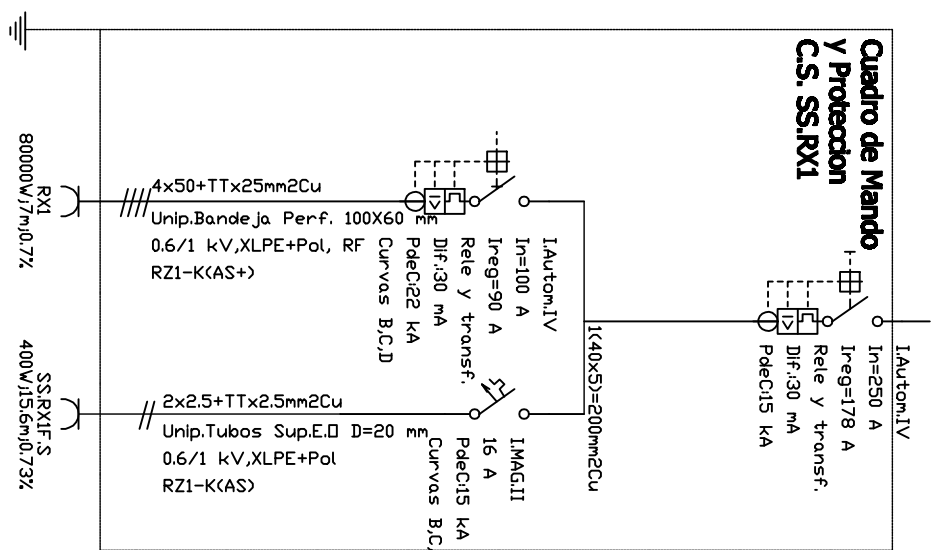 Cuadro de Mando
y Proteccion
C.S. SS.RX1
I.Autom.IV
In=250 A
Ireg=178 A
Rele y transf.
Dif.:30 mA
PdeC:15 kA
1(40x5)=200mm2Cu
I.Autom.IV
In=100 A
Ireg=90 A
Rele y transf.
Dif.:30 mA
PdeC:22 kA
Curvas B,C,D
4x50+TTx25mm2Cu
Unip.Bandeja Perf. 100X60 mm
0.6/1 kV,XLPE+Pol, RF
RZ1-K(AS+)
RX1
80000W;7m;0.7%
I.MAG.II
16 A
PdeC:15 kA
Curvas B,C,
2x2.5+TTx2.5mm2Cu
Unip.Tubos Sup.E.O D=20 mm
0.6/1 kV,XLPE+Pol
RZ1-K(AS)
SS.RX1F.S
400W;15.6m;0.73%